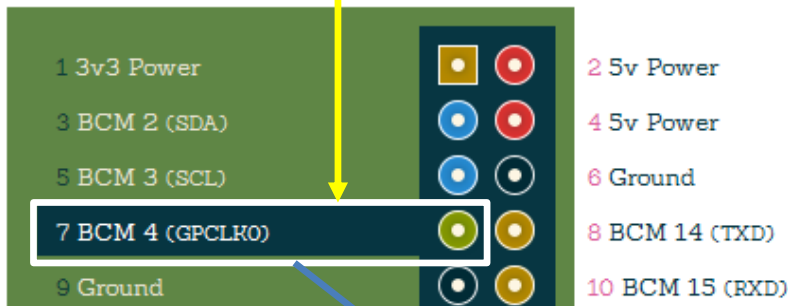 1 3v3 Power
2 5v Power
3 BCM 2 (SDA)
4 5v Power
5 BCM 3 (SCL)
6 Ground
7 BCM 4 (GPCLK0)
8 BCM 14 (TXD)
9 Ground
10 BCM 15 (RXD)